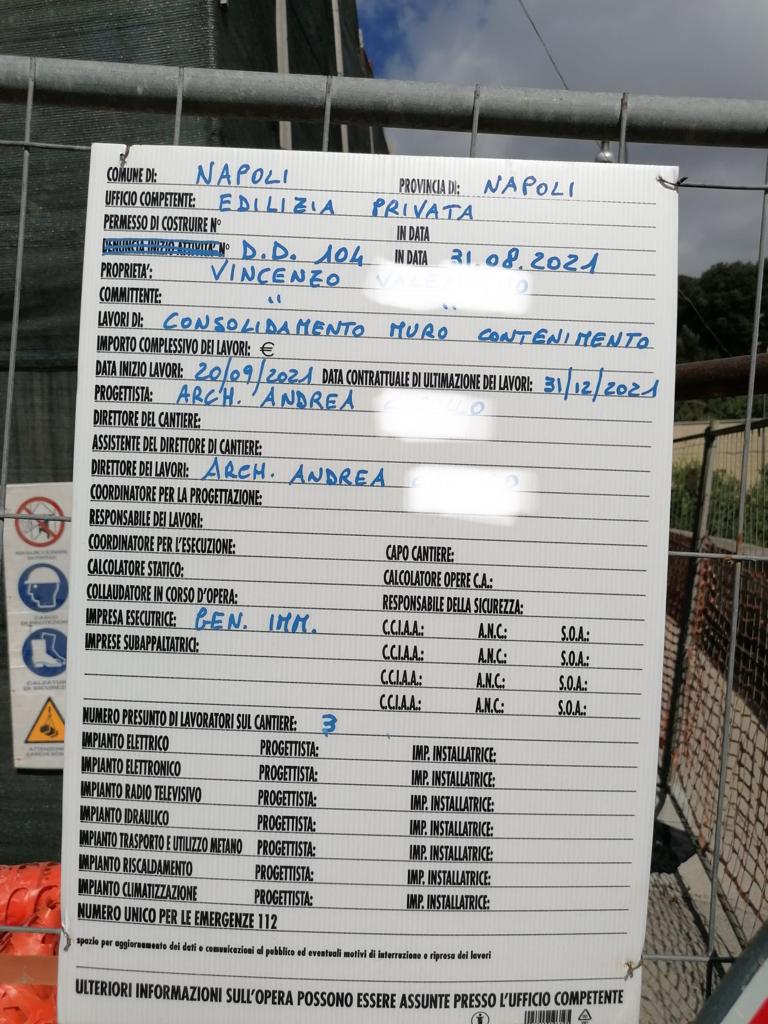 COMUNE DI: NAPOLI PROVINCIA DI: NAPOLI
UFFICIO COMPETENTE: EDILIZIA PRIVATA
PERMESSO DI COSTRUIRE N° IN DATA
DENUNCIA INIZIO ATTIVITA' N° D.D. 104 IN DATA 31.08.2021
PROPRIETA': VINCENZO
COMMITTENTE: " "
LAVORI DI: CONSOLIDAMENTO MURO CONTENIMENTO
IMPORTO COMPLESSIVO DEI LAVORI: €
DATA INIZIO LAVORI: 20/09/2021 DATA CONTRATTUALE DI ULTIMAZIONE DEI LAVORI: 31/12/2021
PROGETTISTA: ARCH. ANDREA
DIRETTORE DEL CANTIERE:
ASSISTENTE DEL DIRETTORE DI CANTIERE:
DIRETTORE DEI LAVORI: ARCH. ANDREA
COORDINATORE PER LA PROGETTAZIONE:
RESPONSABILE DEI LAVORI:
COORDINATORE PER L'ESECUZIONE: CAPO CANTIERE:
CALCOLATORE STATICO: CALCOLATORE OPERE C.A.:
COLLAUDATORE IN CORSO D'OPERA: RESPONSABILE DELLA SICUREZZA:
IMPRESA ESECUTRICE: GEN. IMM. C.C.I.A.A.: A.N.C.: S.O.A.:
IMPRESE SUBAPPALTATRICI: C.C.I.A.A.: A.N.C.: S.O.A.:
C.C.I.A.A.: A.N.C.: S.O.A.:
C.C.I.A.A.: A.N.C.: S.O.A.:
NUMERO PRESUNTO DI LAVORATORI SUL CANTIERE: 3
IMPIANTO ELETTRICO PROGETTISTA: IMP. INSTALLATRICE:
IMPIANTO ELETTRONICO PROGETTISTA: IMP. INSTALLATRICE:
IMPIANTO RADIO TELEVISIVO PROGETTISTA: IMP. INSTALLATRICE:
IMPIANTO IDRAULICO PROGETTISTA: IMP. INSTALLATRICE:
IMPIANTO TRASPORTO E UTILIZZO METANO PROGETTISTA: IMP. INSTALLATRICE:
IMPIANTO RISCALDAMENTO PROGETTISTA: IMP. INSTALLATRICE:
IMPIANTO CLIMATIZZAZIONE PROGETTISTA: IMP. INSTALLATRICE:
NUMERO UNICO PER LE EMERGENZE 112
spazio per aggiornamento dei dati o comunicazioni al pubblico ed eventuali motivi di interruzione e ripresa dei lavori
ULTERIORI INFORMAZIONI SULL'OPERA POSSONO ESSERE ASSUNTE PRESSO L'UFFICIO COMPETENTE